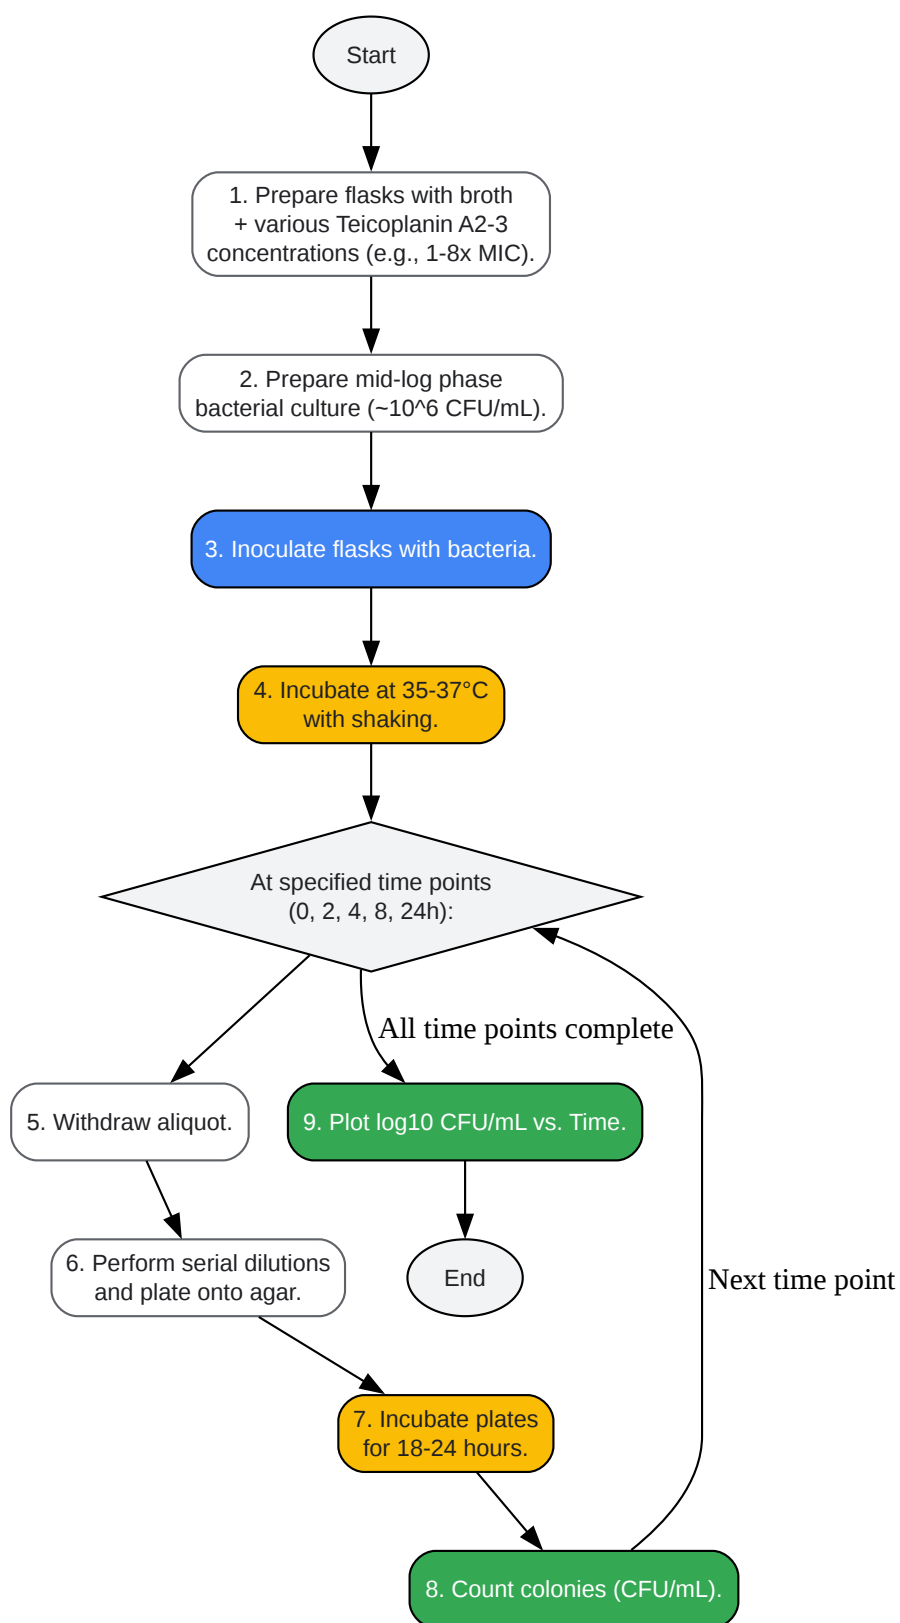 Start
1. Prepare flasks with broth
+ various Teicoplanin A2-3
concentrations (e.g., 1-8x MIC).
2. Prepare mid-log phase
bacterial culture (~10^6 CFU/mL).
3. Inoculate flasks with bacteria.
4. Incubate at 35-37°C
with shaking.
At specified time points
(0, 2, 4, 8, 24h):
All time points complete
5. Withdraw aliquot.
9. Plot log10 CFU/mL vs. Time.
6. Perform serial dilutions
and plate onto agar.
End
Next time point
7. Incubate plates
for 18-24 hours.
8. Count colonies (CFU/mL).